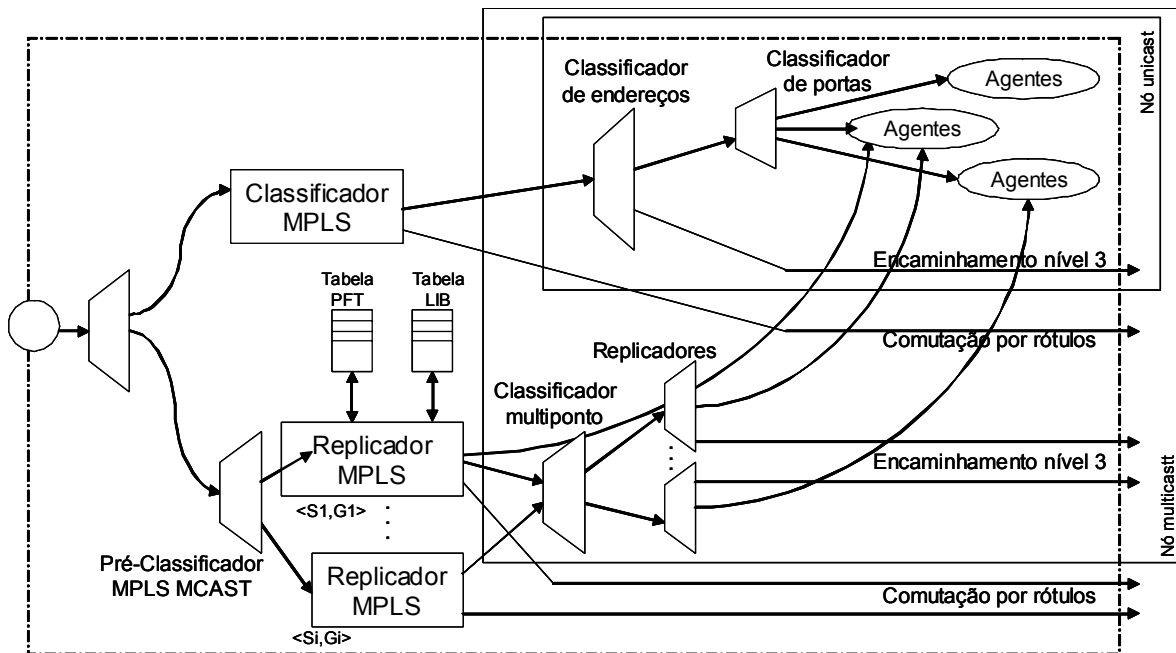 Classificador
de endereços
Classificador
de portas
Agentes
Agentes
Agentes
Nó unicast
Classificador
MPLS
Encaminhamento nível 3
Tabela
PFT
Tabela
LIB
Comutação por rótulos
Replicadores
Classificador
multiponto
Replicador
MPLS
<S1,G1>
Encaminhamento nível 3
Nó multicastt
Pré-Classificador
MPLS MCAST
Replicador
MPLS
<Si,Gi>
Comutação por rótulos